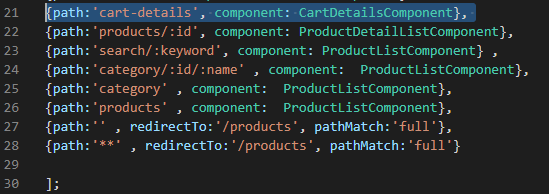 21 {path:'cart-details', component: CartDetailsComponent},
22 {path:'products/:id', component: ProductDetailListComponent},
23 {path:'search/:keyword', component: ProductListComponent} ,
24 {path:'category/:id/:name' , component:  ProductListComponent},
25 {path:'category' , component:  ProductListComponent},
26 {path:'products' , component:  ProductListComponent},
27 {path:'' , redirectTo:'/products', pathMatch:'full'},
28 {path:'**' , redirectTo:'/products', pathMatch:'full'}
29
30 ];